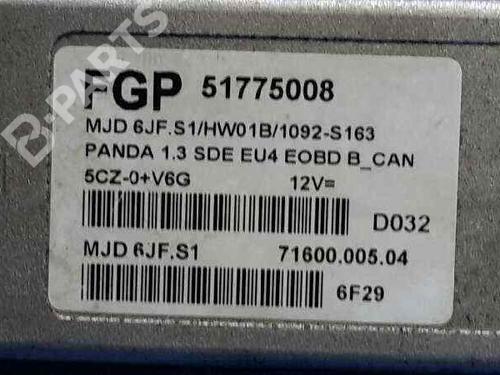 B-PARTS
FGP 51775008
MJD 6JF.S1/HW01B/1092-S163
PANDA 1.3 SDE EU4 EOBD B_CAN
5CZ-0+V6G 12V=
D032
MJD 6JF.S1 71600.005.04
6F29